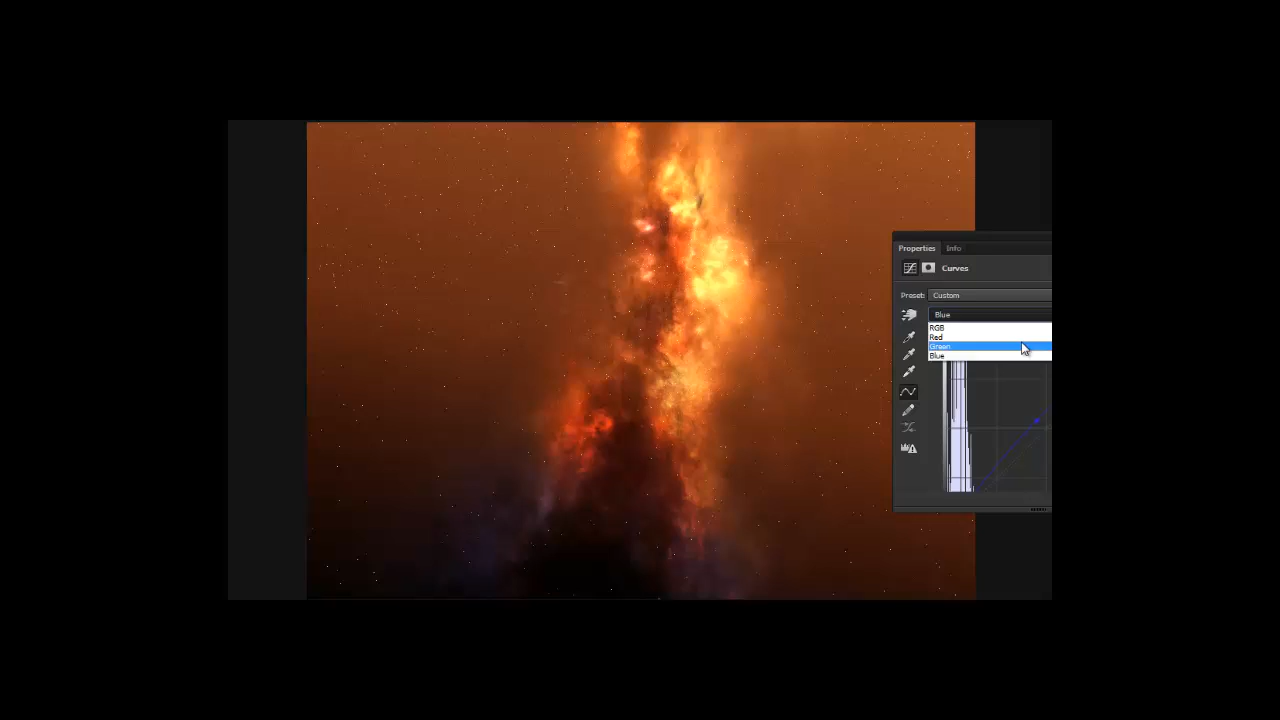 Properties Info
Curves
Preset: Custom
Blue
RGB
Red
Green
Blue